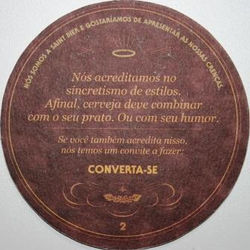 NÓS SOMOS A SAINT BIER E GOSTARÍAMOS DE APRESENTAR AS NOSSAS CRENÇAS.
Nós acreditamos no
sincretismo de estilos.
Afinal, cerveja deve combinar
com o seu prato. Ou com seu humor.
Se você também acredita nisso,
nós temos um convite a fazer.
CONVERTA-SE
2